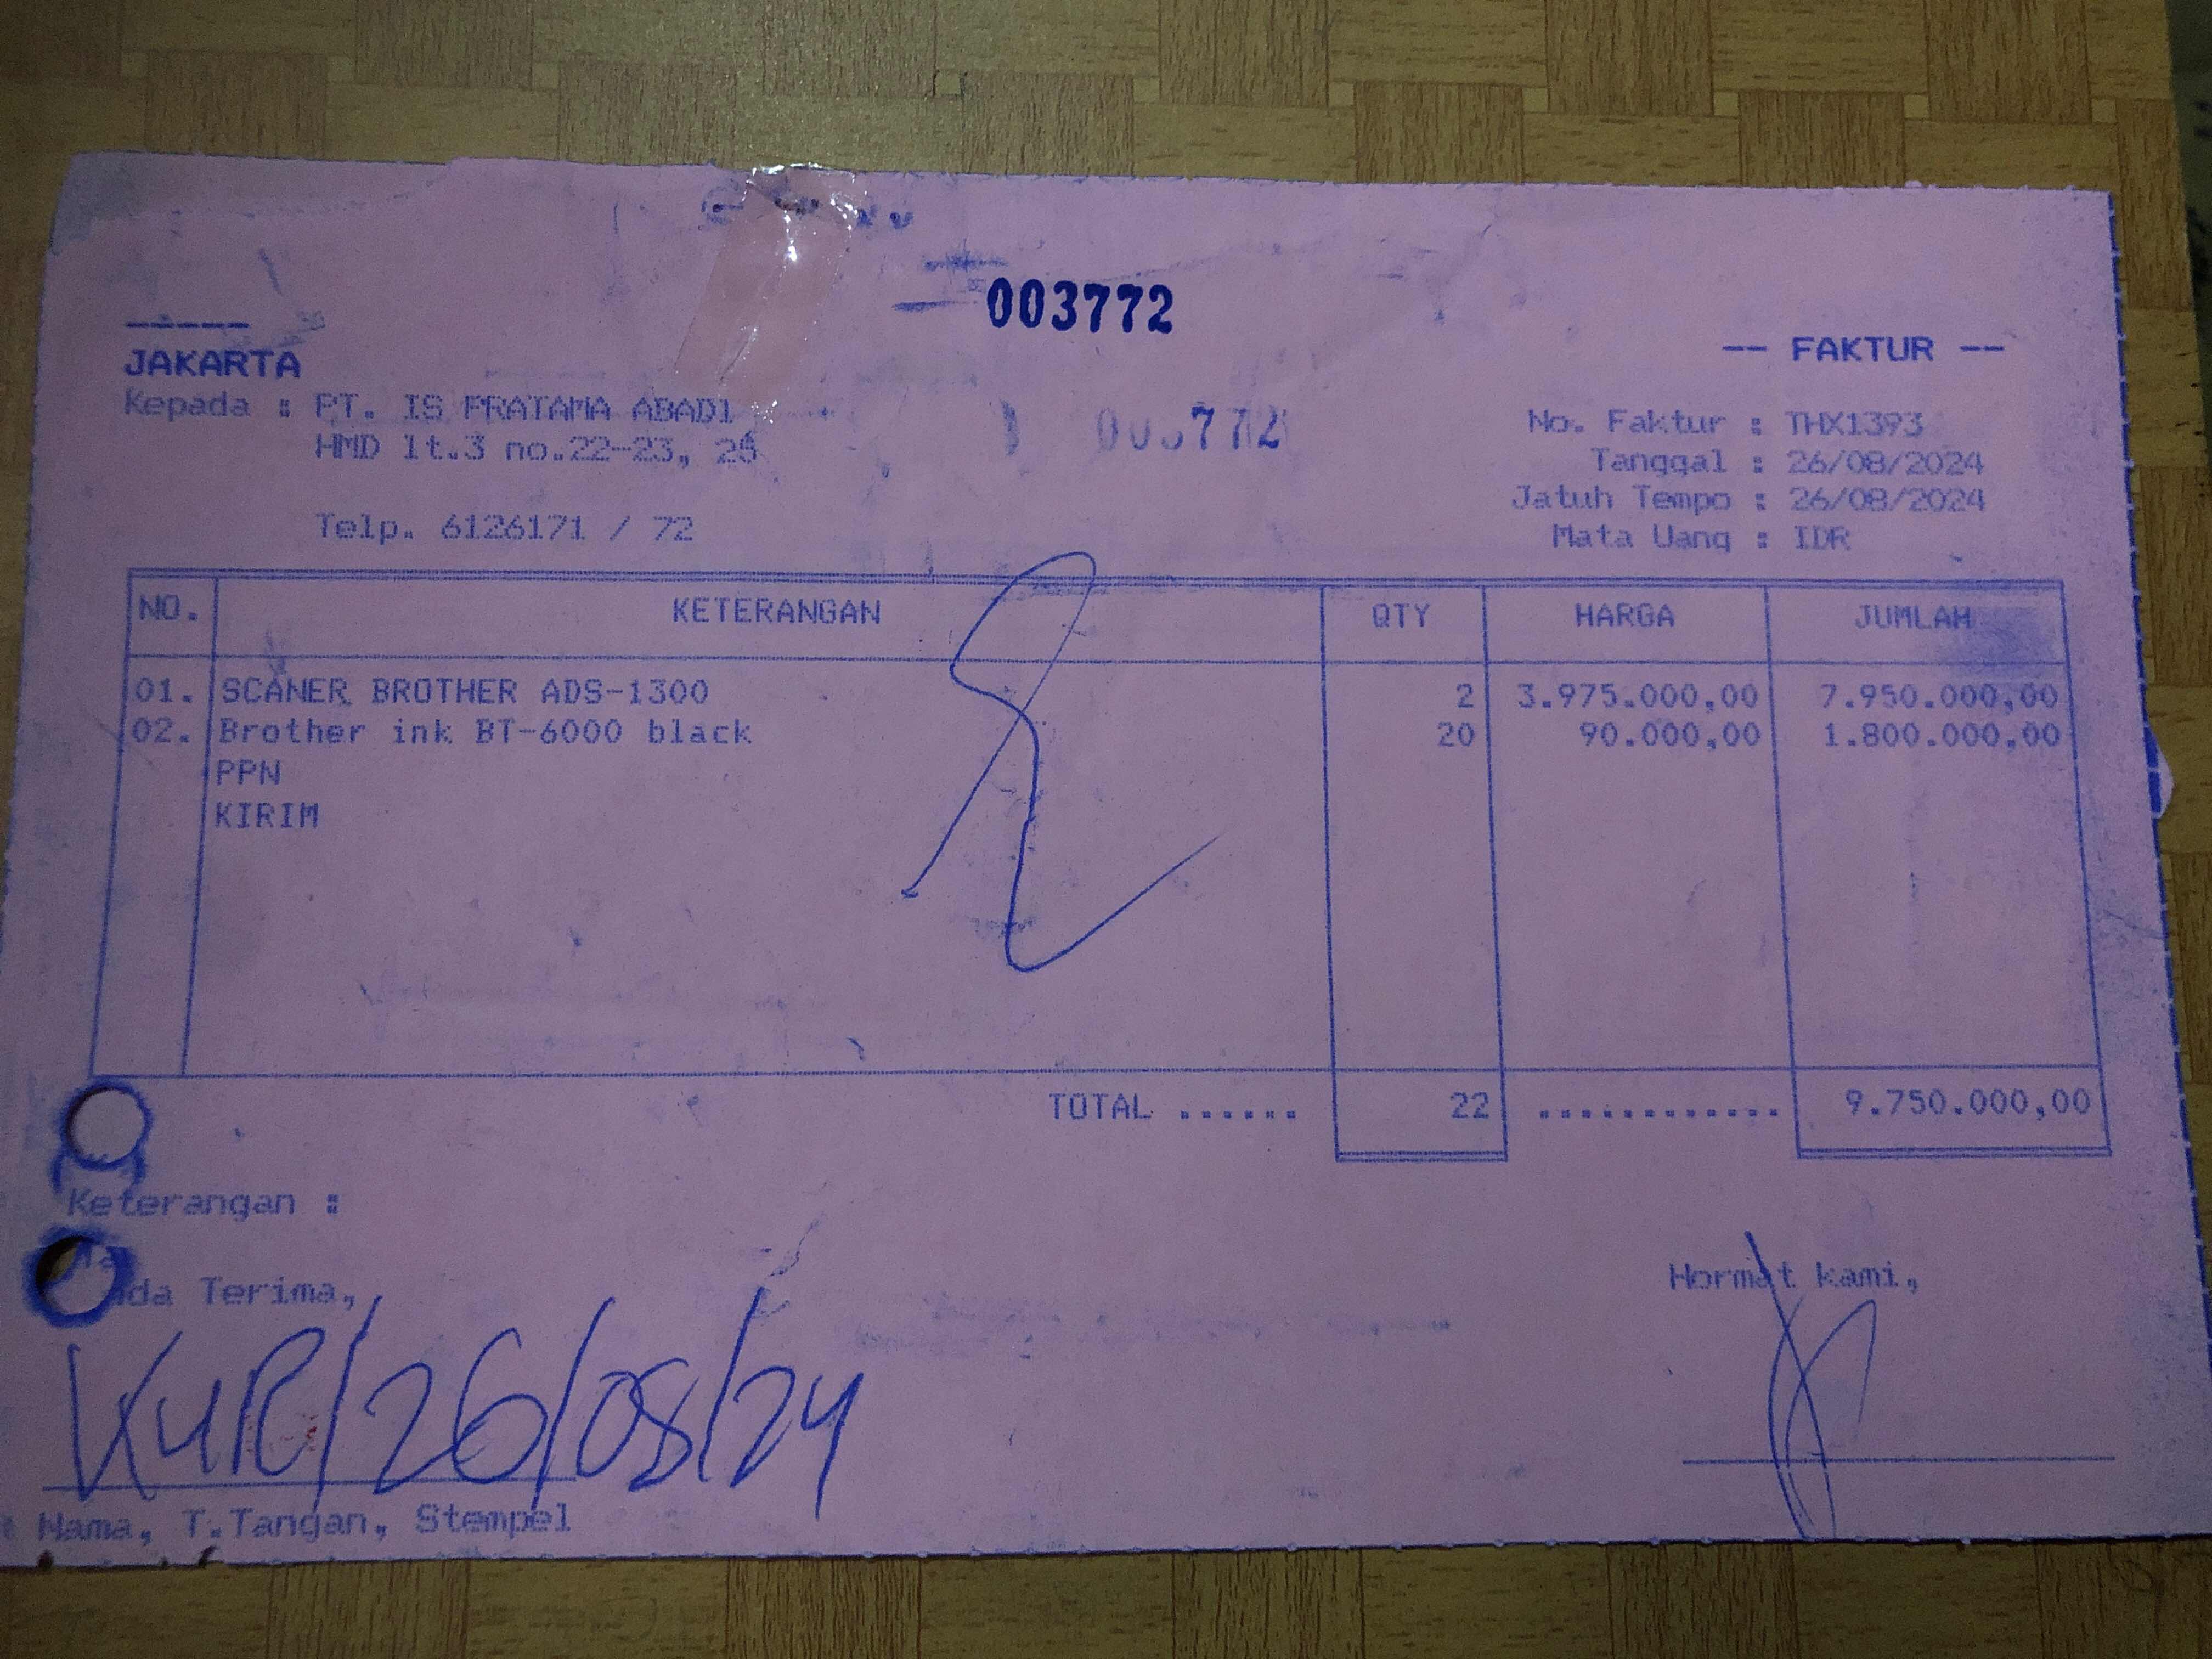 003772
JAKARTA
-- FAKTUR --
Kepada : PT. IS PRATAMA ABADI
HMD lt.3 no.22-23, 25
Telp. 6126171 / 72
003772
No. Faktur : THX1393
Tanggal : 26/08/2024
Jatuh Tempo : 26/08/2024
Mata Uang : IDR
NO. KETERANGAN QTY HARGA JUMLAH
01. SCANER BROTHER ADS-1300 2 3.975.000,00 7.950.000,00
02. Brother ink BT-6000 black 20 90.000,00 1.800.000,00
PPN
KIRIM
TOTAL ...... 22 ............ 9.750.000,00
Keterangan :
Terima,
Hormat kami,
/26/08/24
Nama, T.Tangan, Stempel